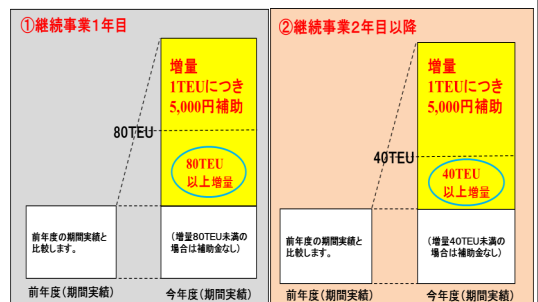 ①継続事業1年目
増量
1TEUにつき
5,000円補助
80TEU
80TEU
以上増量
前年度の期間実績と
比較します。
(増量80TEU未満の
場合は補助金なし)
前年度(期間実績)
今年度(期間実績)
②継続事業2年目以降
増量
1TEUにつき
5,000円補助
40TEU
40TEU
以上増量
前年度の期間実績と
比較します。
(増量40TEU未満の
場合は補助金なし)
前年度(期間実績)
今年度(期間実績)